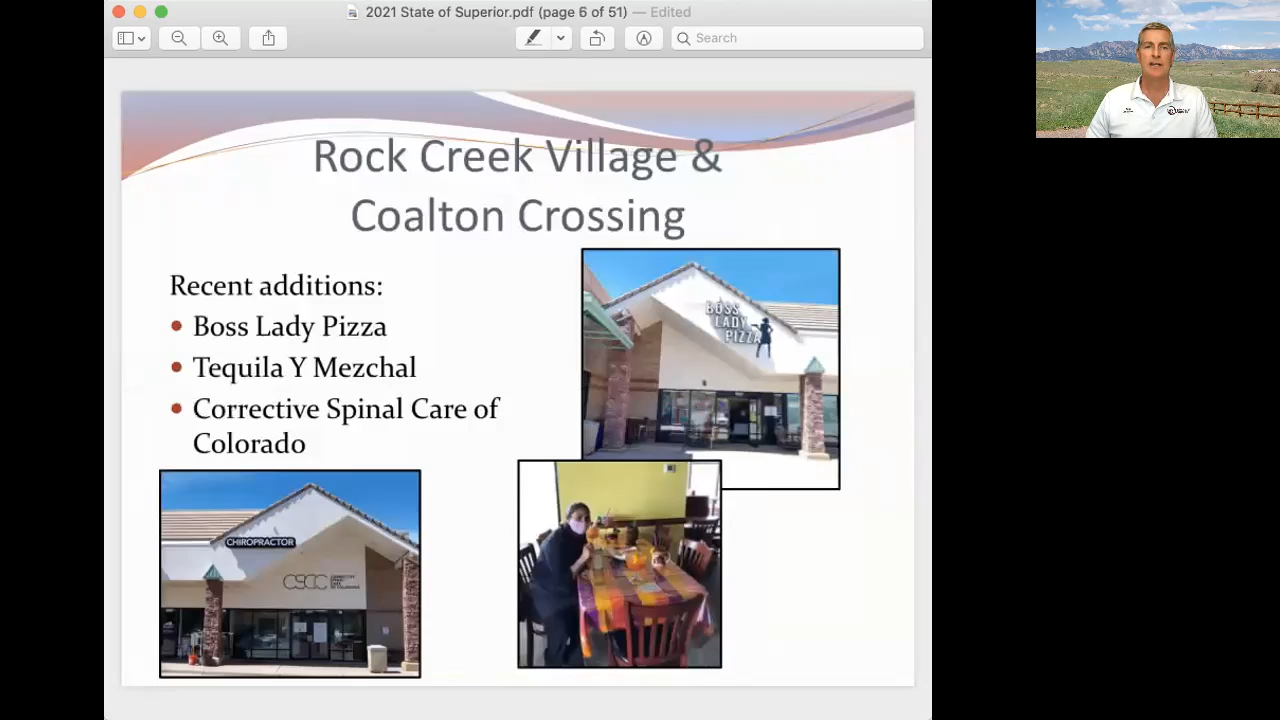 2021 State of Superior.pdf (page 6 of 51) — Edited
Search
Rock Creek Village &
Coalton Crossing
Recent additions:
Boss Lady Pizza
Tequila Y Mezchal
Corrective Spinal Care of
Colorado
BOSS
LADY
PIZZA
CHIROPRACTOR
CSCC